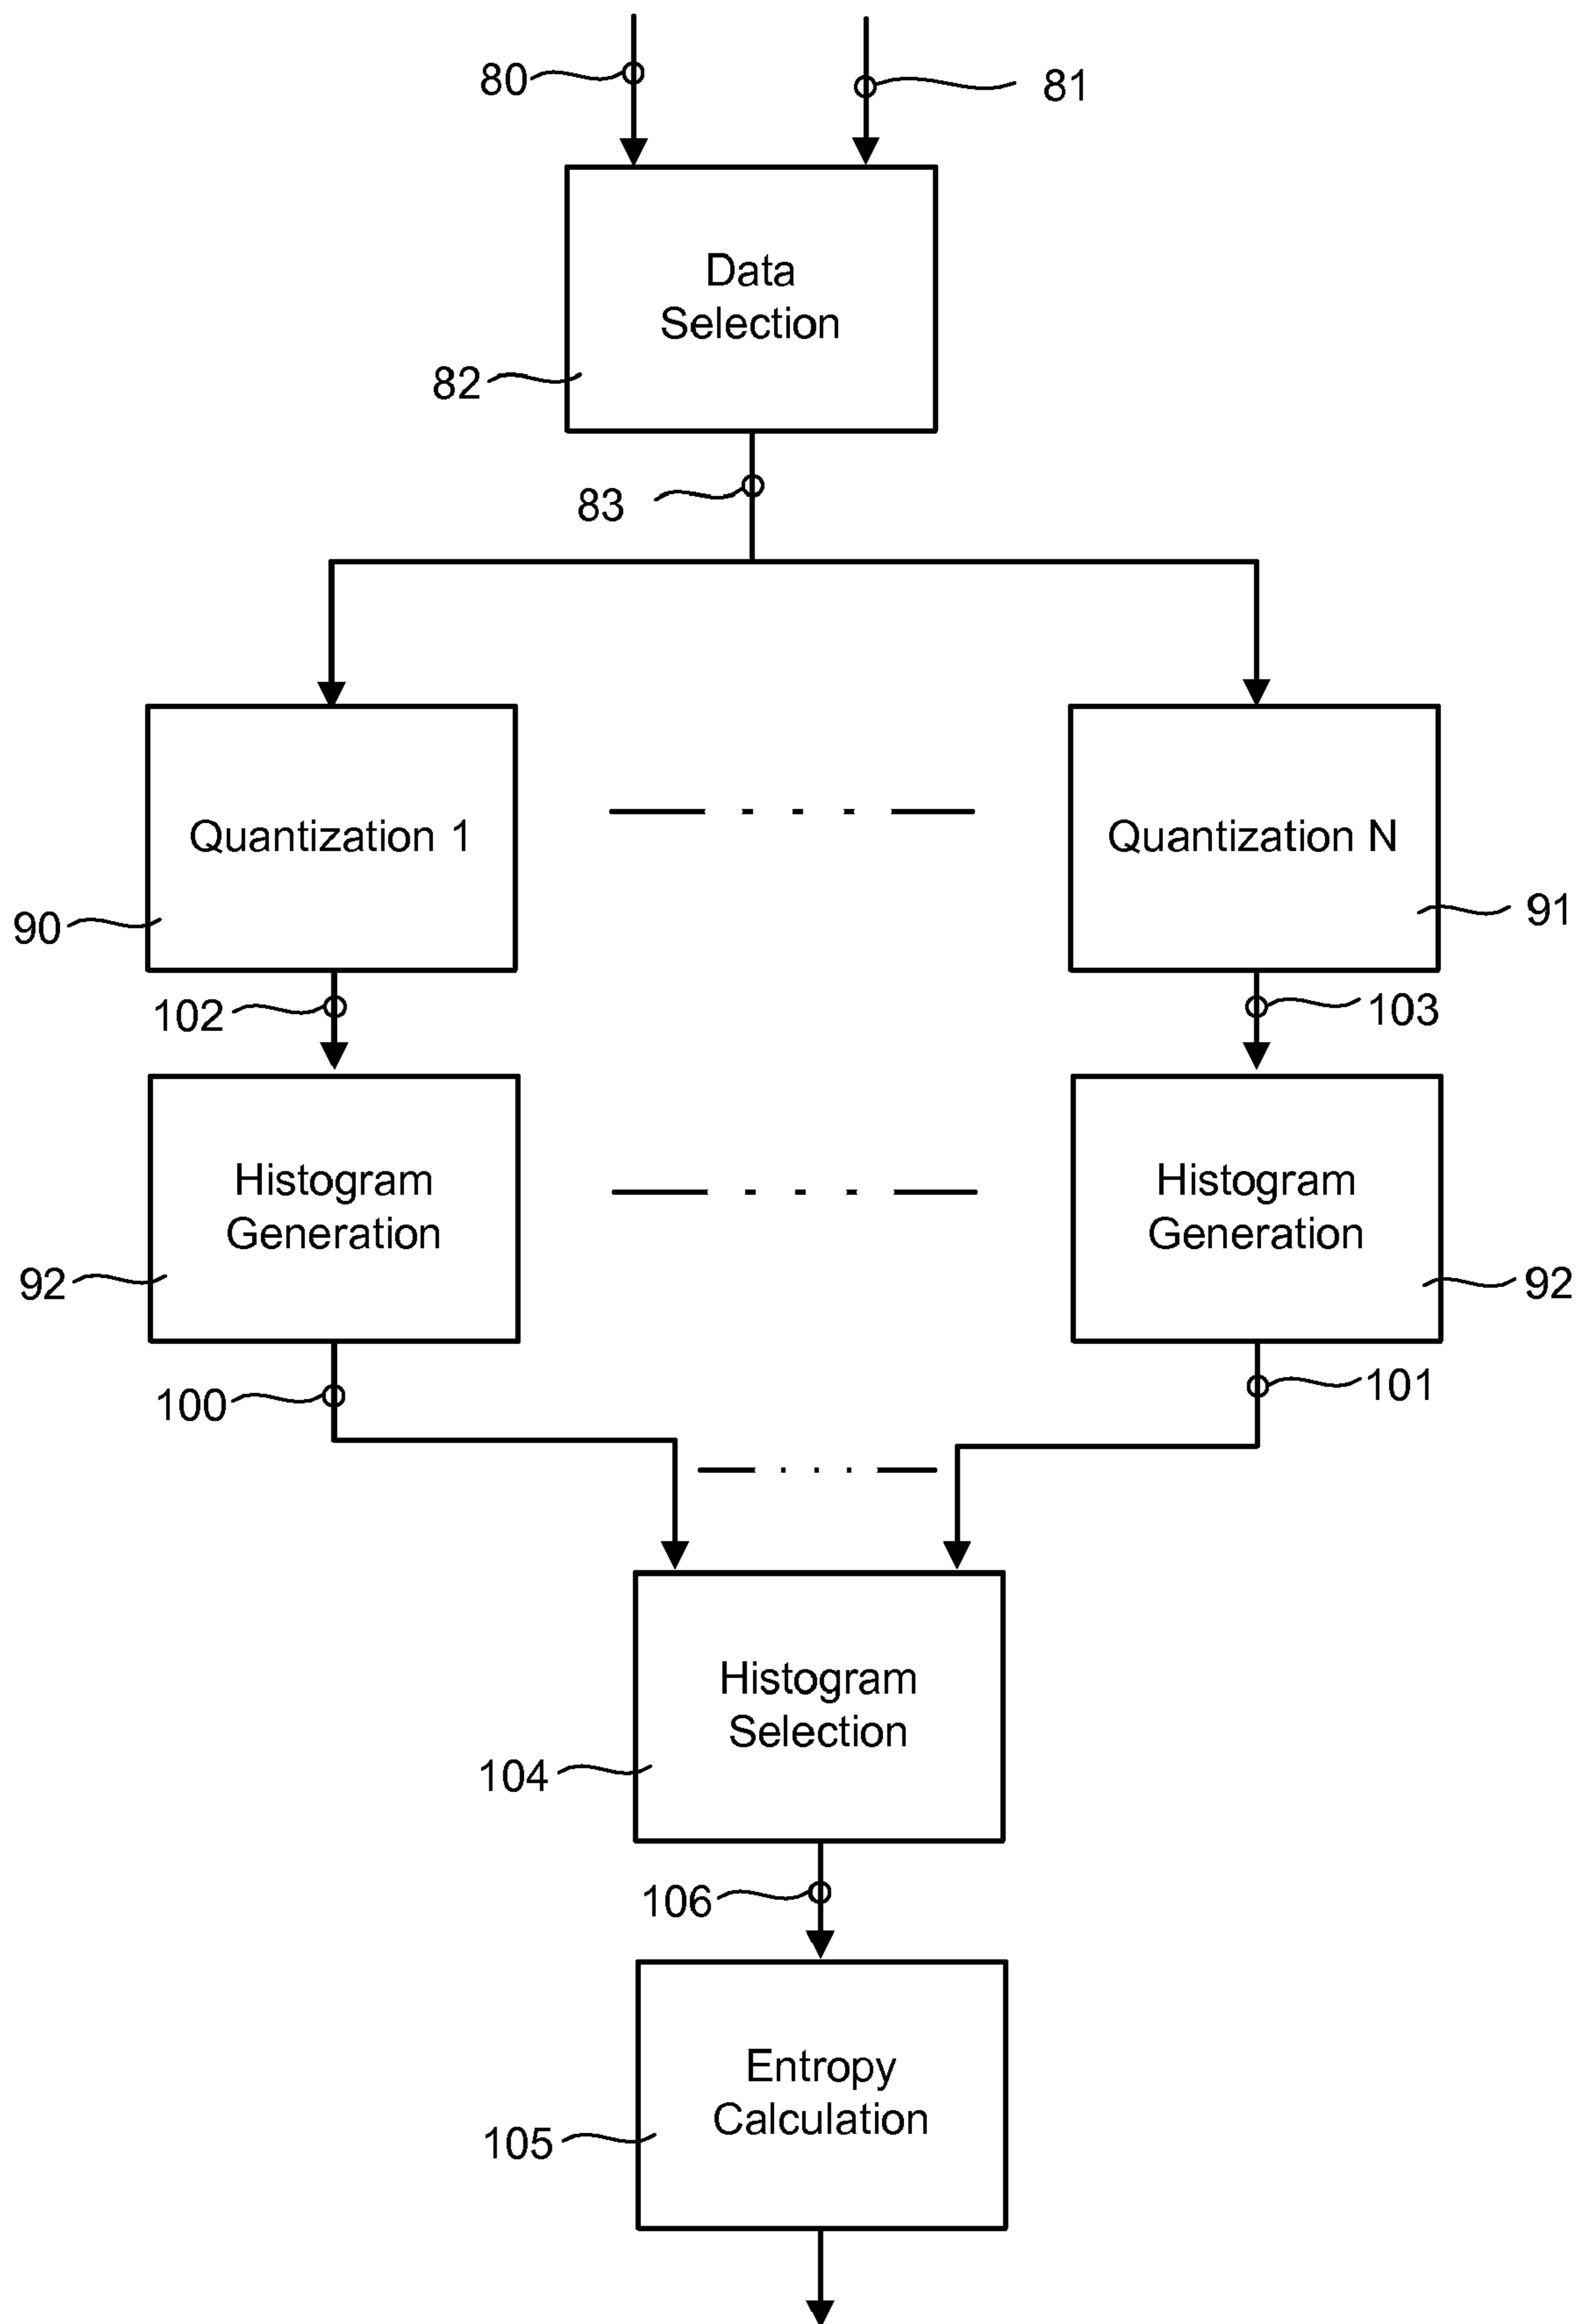 80
81
Data
Selection
82
83
Quantization 1
Quantization N
90
91
102
103
Histogram
Generation
Histogram
Generation
92
92
100
101
Histogram
Selection
104
106
Entropy
Calculation
105